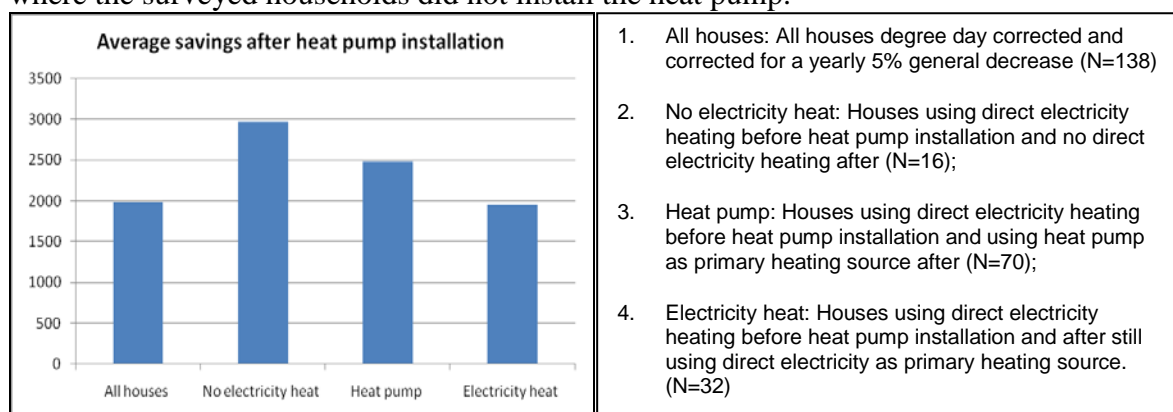 where the surveyed households did not install the heat pump.
Average savings after heat pump installation
3500
3000
2500
2000
1500
1000
500
0
All houses
No electricity heat
Heat pump
Electricity heat
1. All houses: All houses degree day corrected and
corrected for a yearly 5% general decrease (N=138)
2. No electricity heat: Houses using direct electricity
heating before heat pump installation and no direct
electricity heating after (N=16);
3. Heat pump: Houses using direct electricity heating
before heat pump installation and using heat pump
as primary heating source after (N=70);
4. Electricity heat: Houses using direct electricity
heating before heat pump installation and after still
using direct electricity as primary heating source.
(N=32)